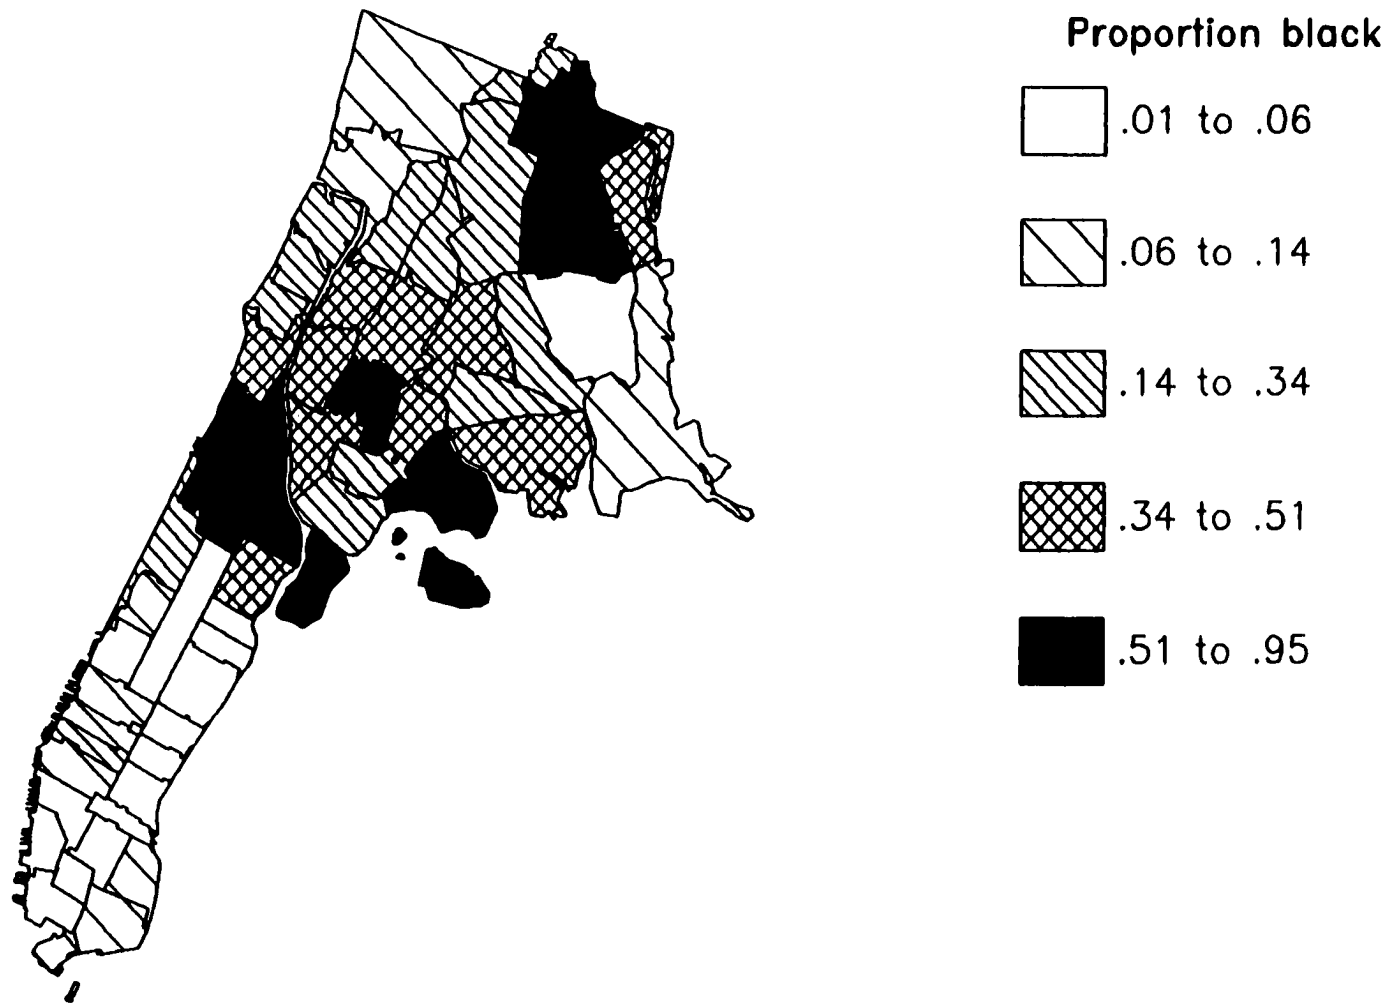 Proportion black
.01 to .06
.06 to .14
.14 to .34
.34 to .51
.51 to .95